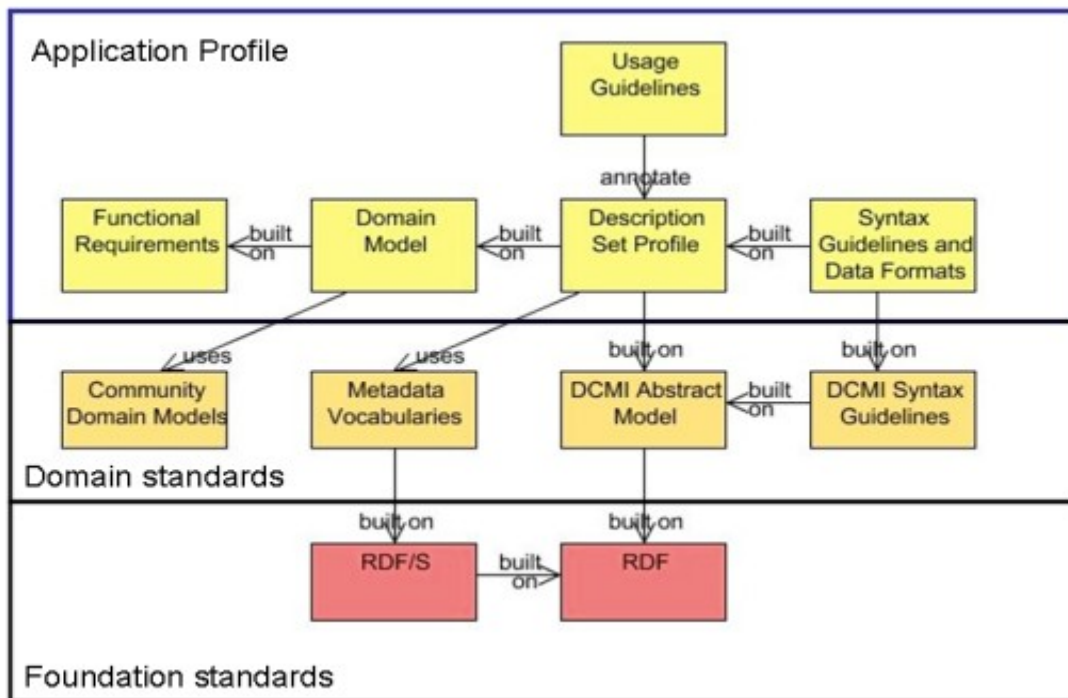 Application Profile
Usage
Guidelines
annotate
Functional
Requirements
built
on
Domain
Model
built
on
Description
Set Profile
built
on
Syntax
Guidelines and
Data Formats
uses
uses
built on
built on
Community
Domain Models
Metadata
Vocabularies
DCMI Abstract
Model
built
on
DCMI Syntax
Guidelines
Domain standards
built on
built on
RDF/S
built
on
RDF
Foundation standards